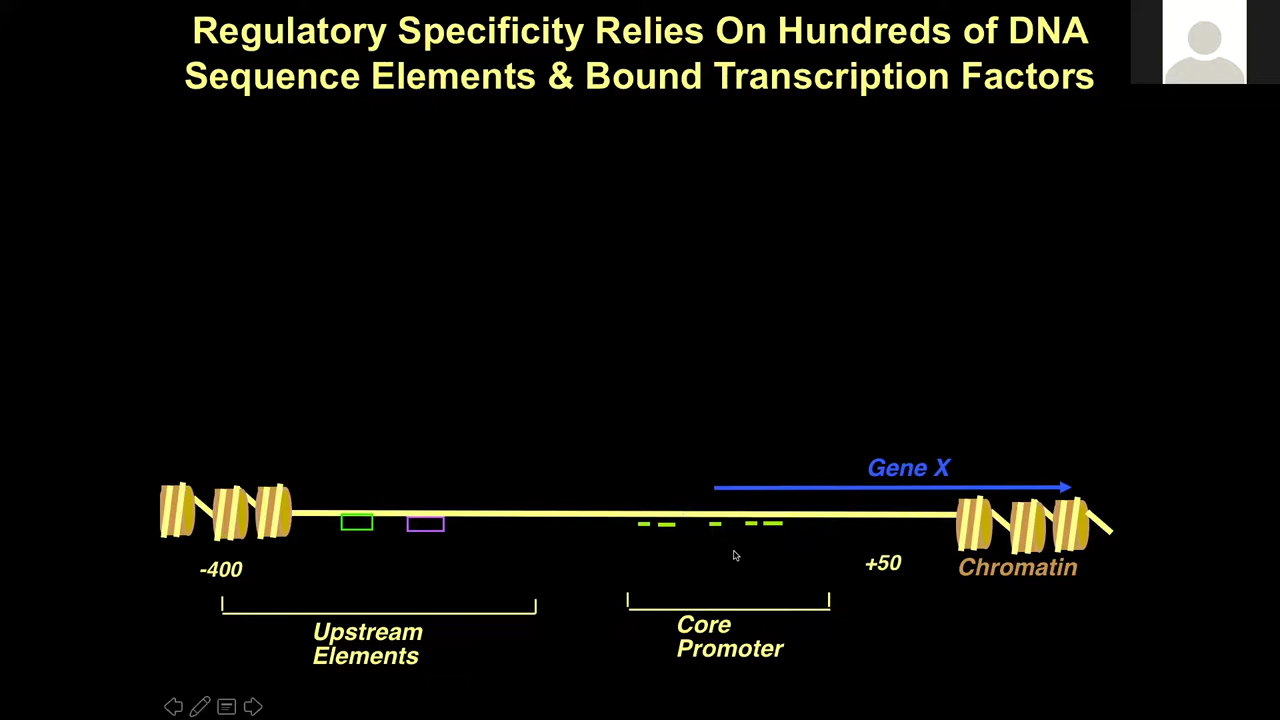 Regulatory Specificity Relies On Hundreds of DNA
Sequence Elements & Bound Transcription Factors
Gene X
-400
+50
Chromatin
Upstream
Elements
Core
Promoter